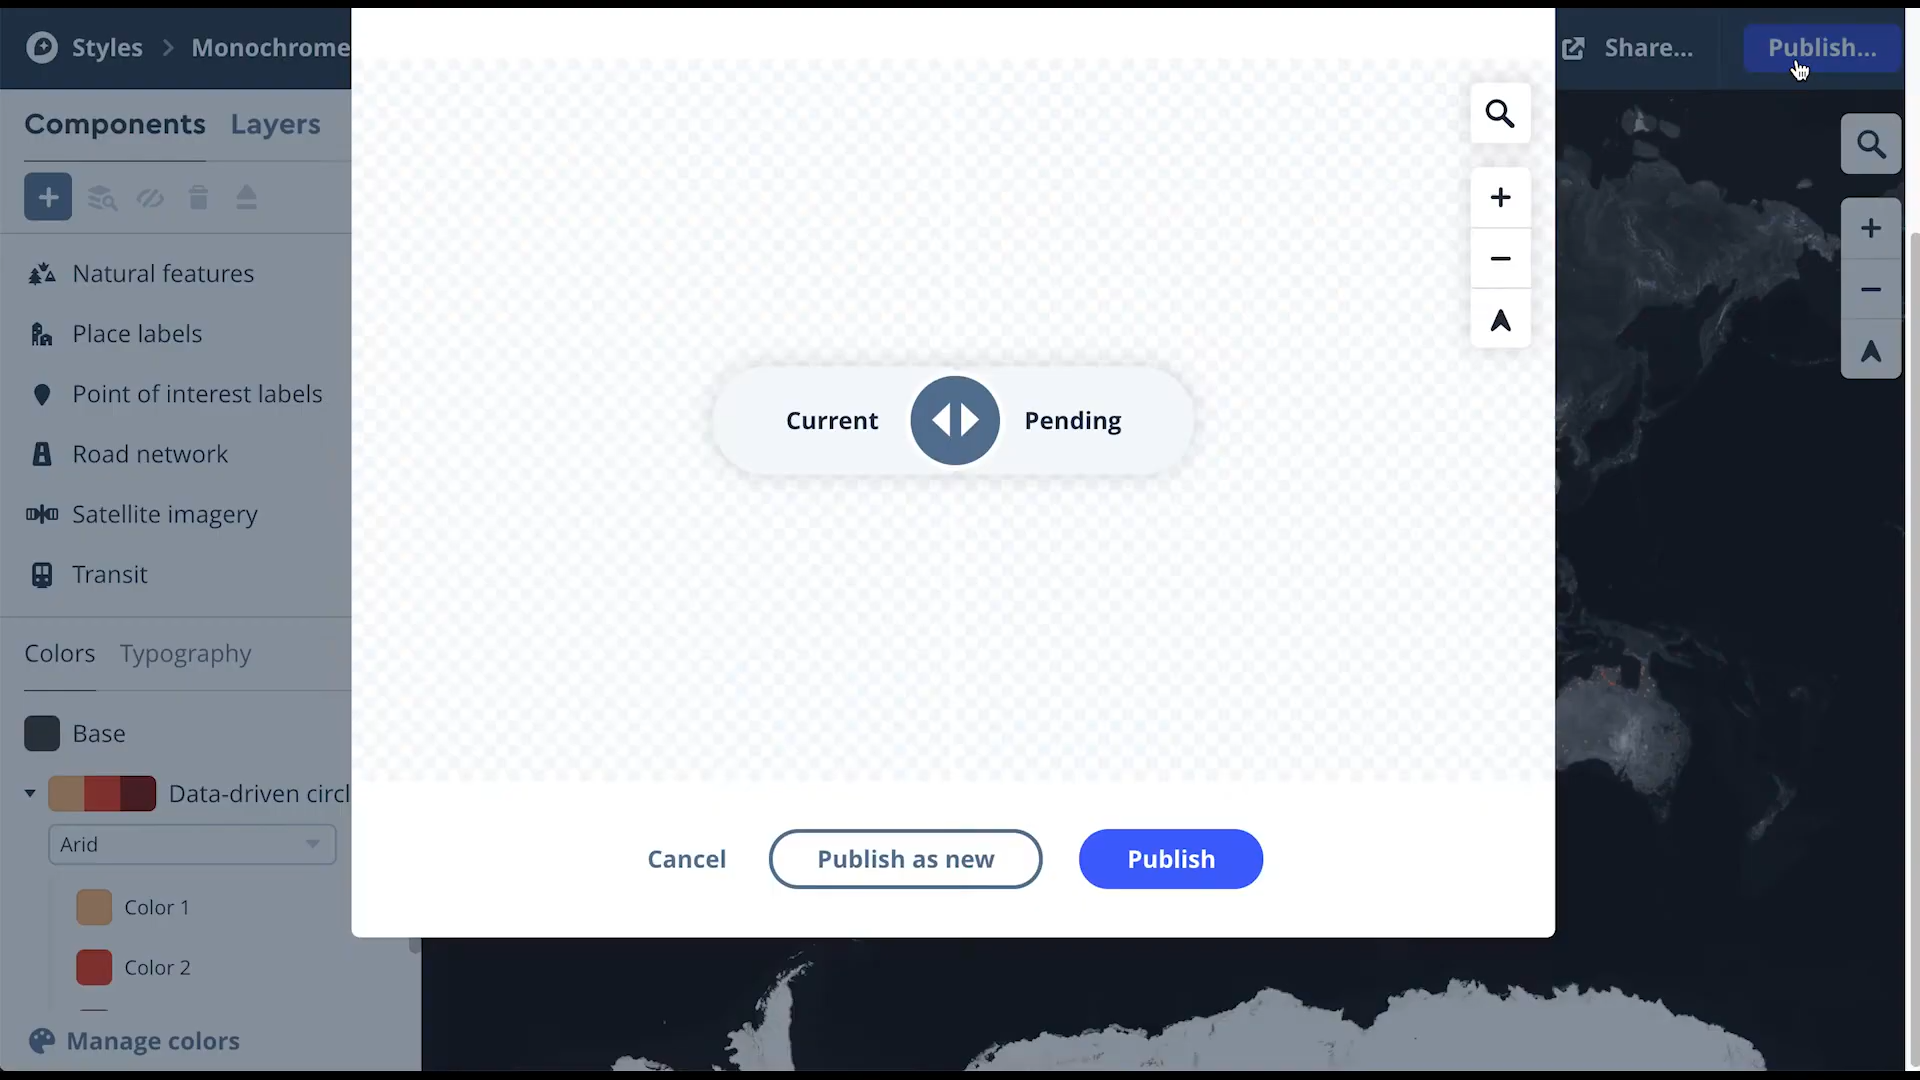 Styles > Monochrome
Share...
Publish...
Components Layers
Natural features
Place labels
Point of interest labels
Road network
Satellite imagery
Transit
Colors Typography
Base
Data-driven circl
Arid
Color 1
Color 2
Manage colors
Current
Pending
Cancel
Publish as new
Publish